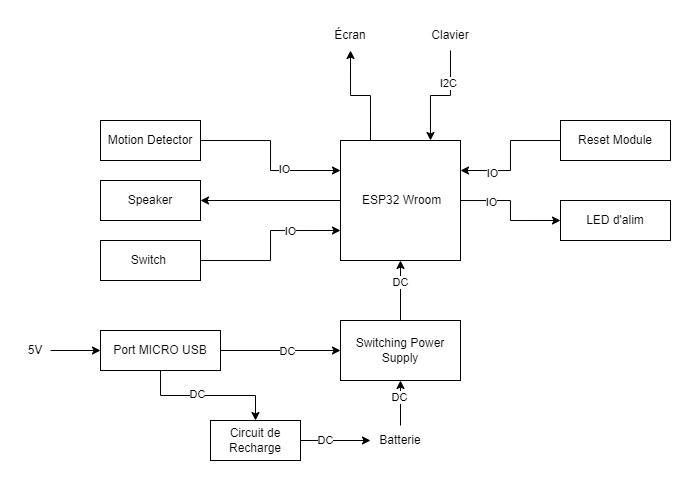 Écran
Clavier
I2C
Motion Detector
Reset Module
IO
IO
Speaker
ESP32 Wroom
IO
LED d'alim
Switch
IO
DC
5V
Port MICRO USB
DC
Switching Power
Supply
DC
DC
Circuit de
Recharge
DC
Batterie